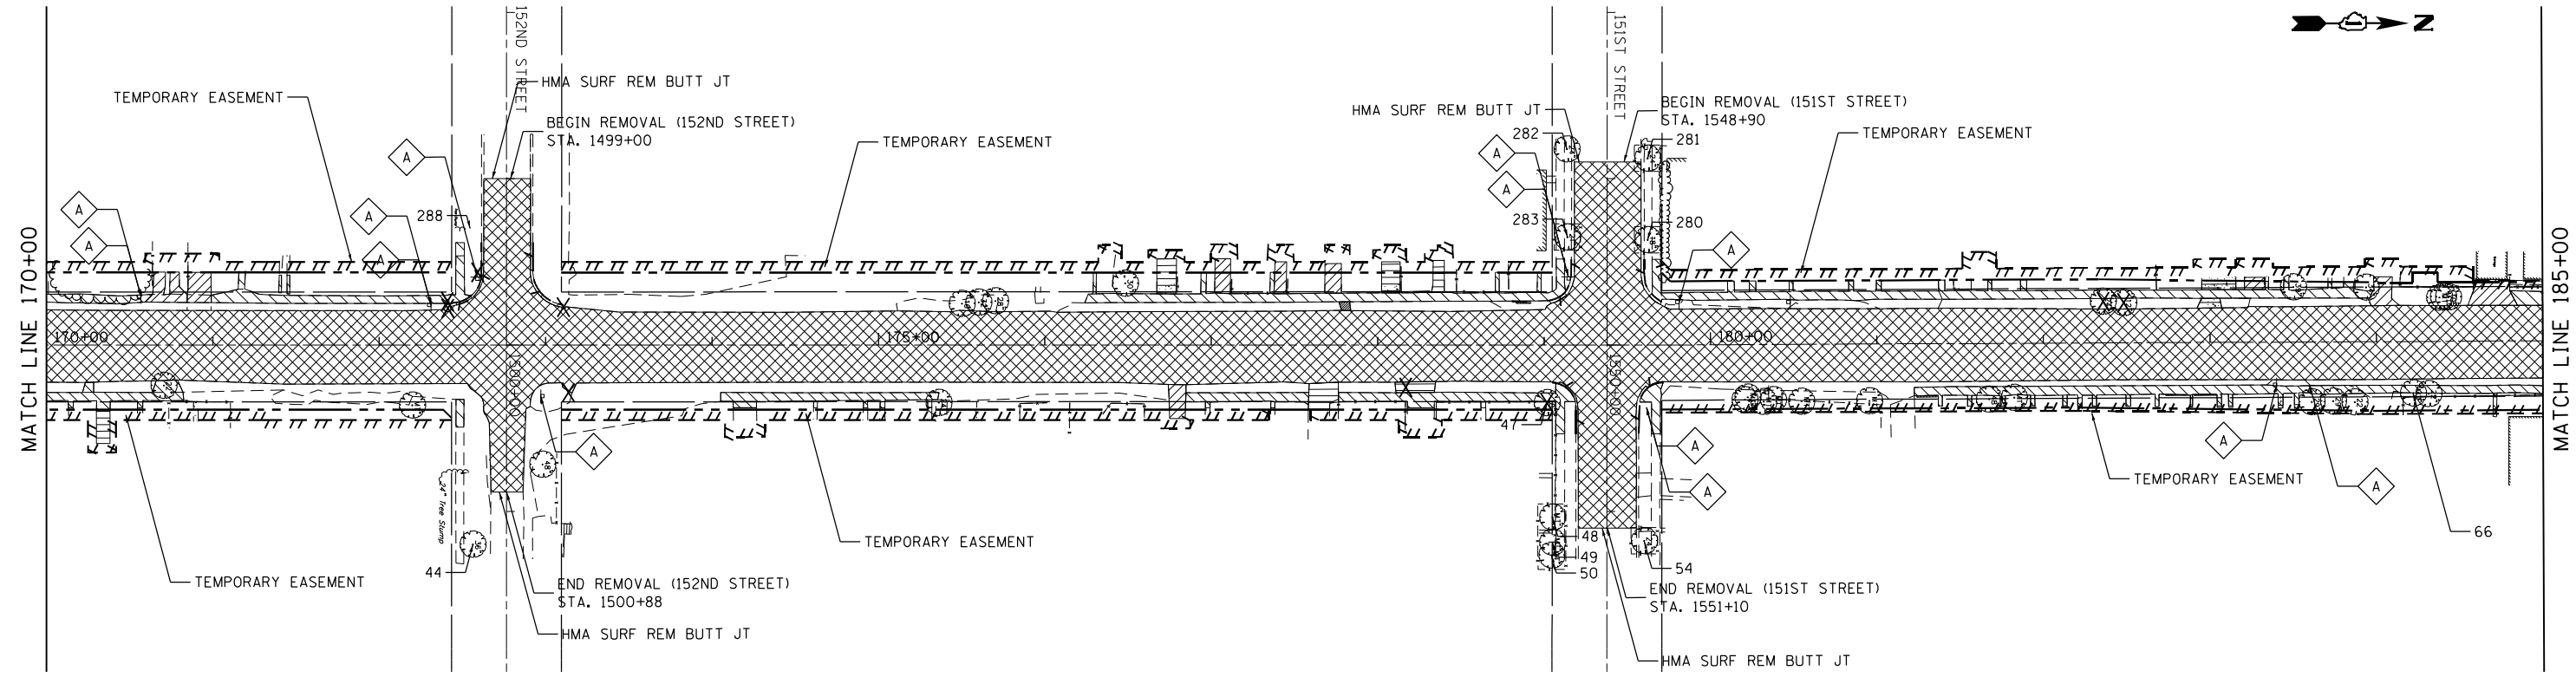 152ND STREET
151ST STREET
N
HMA SURF REM BUTT JT
TEMPORARY EASEMENT
BEGIN REMOVAL (152ND STREET)
STA. 1499+00
TEMPORARY EASEMENT
HMA SURF REM BUTT JT
BEGIN REMOVAL (151ST STREET)
STA. 1548+90
TEMPORARY EASEMENT
282
281
A
A
A
A
A
A
A
A
A
288
283
280
MATCH LINE 170+00
MATCH LINE 185+00
170+00
175+00
180+00
1500+00
1550+00
30
47
A
A
A
A
A
24" Tree Stump
44
48
49
50
54
66
TEMPORARY EASEMENT
TEMPORARY EASEMENT
TEMPORARY EASEMENT
END REMOVAL (152ND STREET)
STA. 1500+88
END REMOVAL (151ST STREET)
STA. 1551+10
HMA SURF REM BUTT JT
HMA SURF REM BUTT JT